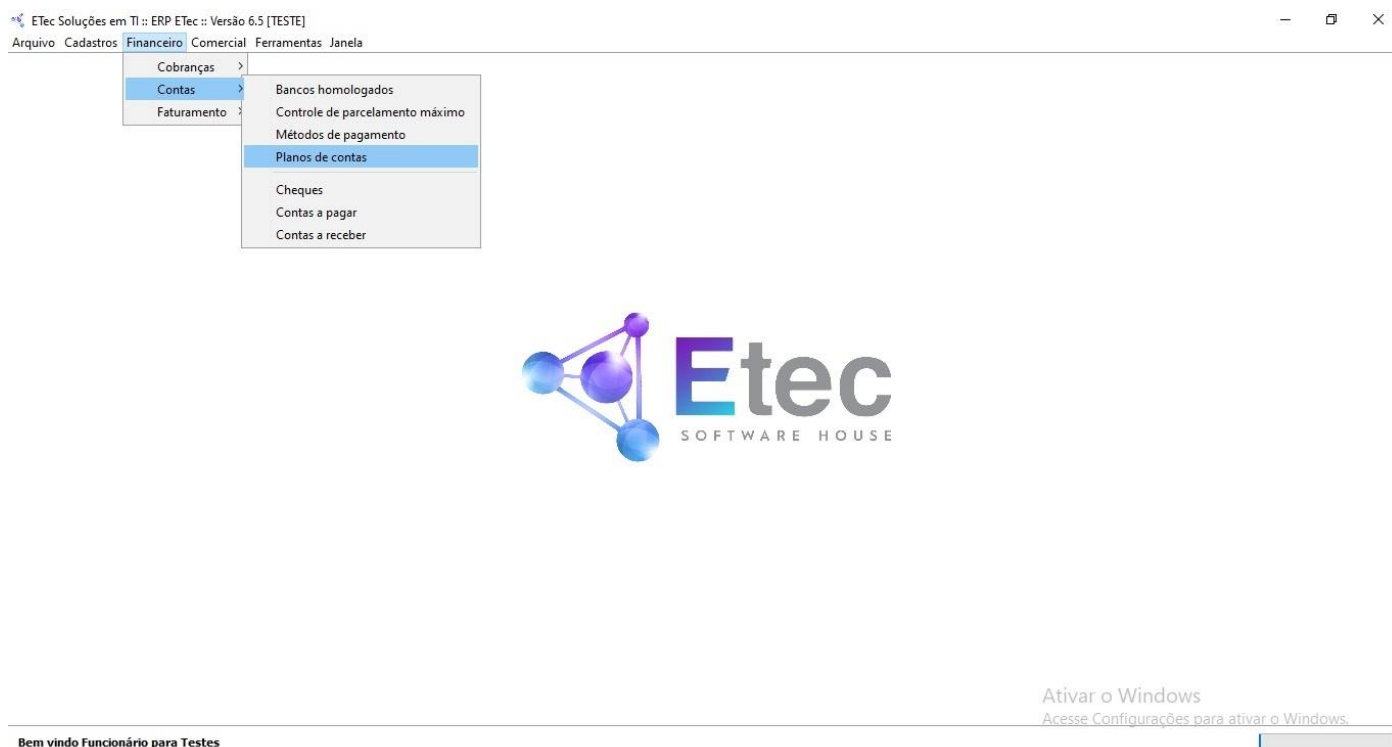 ETec Soluções em TI :: ERP ETec :: Versão 6.5 [TESTE]
Arquivo Cadastros Financeiro Comercial Ferramentas Janela
Cobranças
Contas
Faturamento
Bancos homologados
Controle de parcelamento máximo
Métodos de pagamento
Planos de contas
Cheques
Contas a pagar
Contas a receber
Etec
SOFTWARE HOUSE
Ativar o Windows
Acesse Configurações para ativar o Windows.
Bem vindo Funcionário para Testes